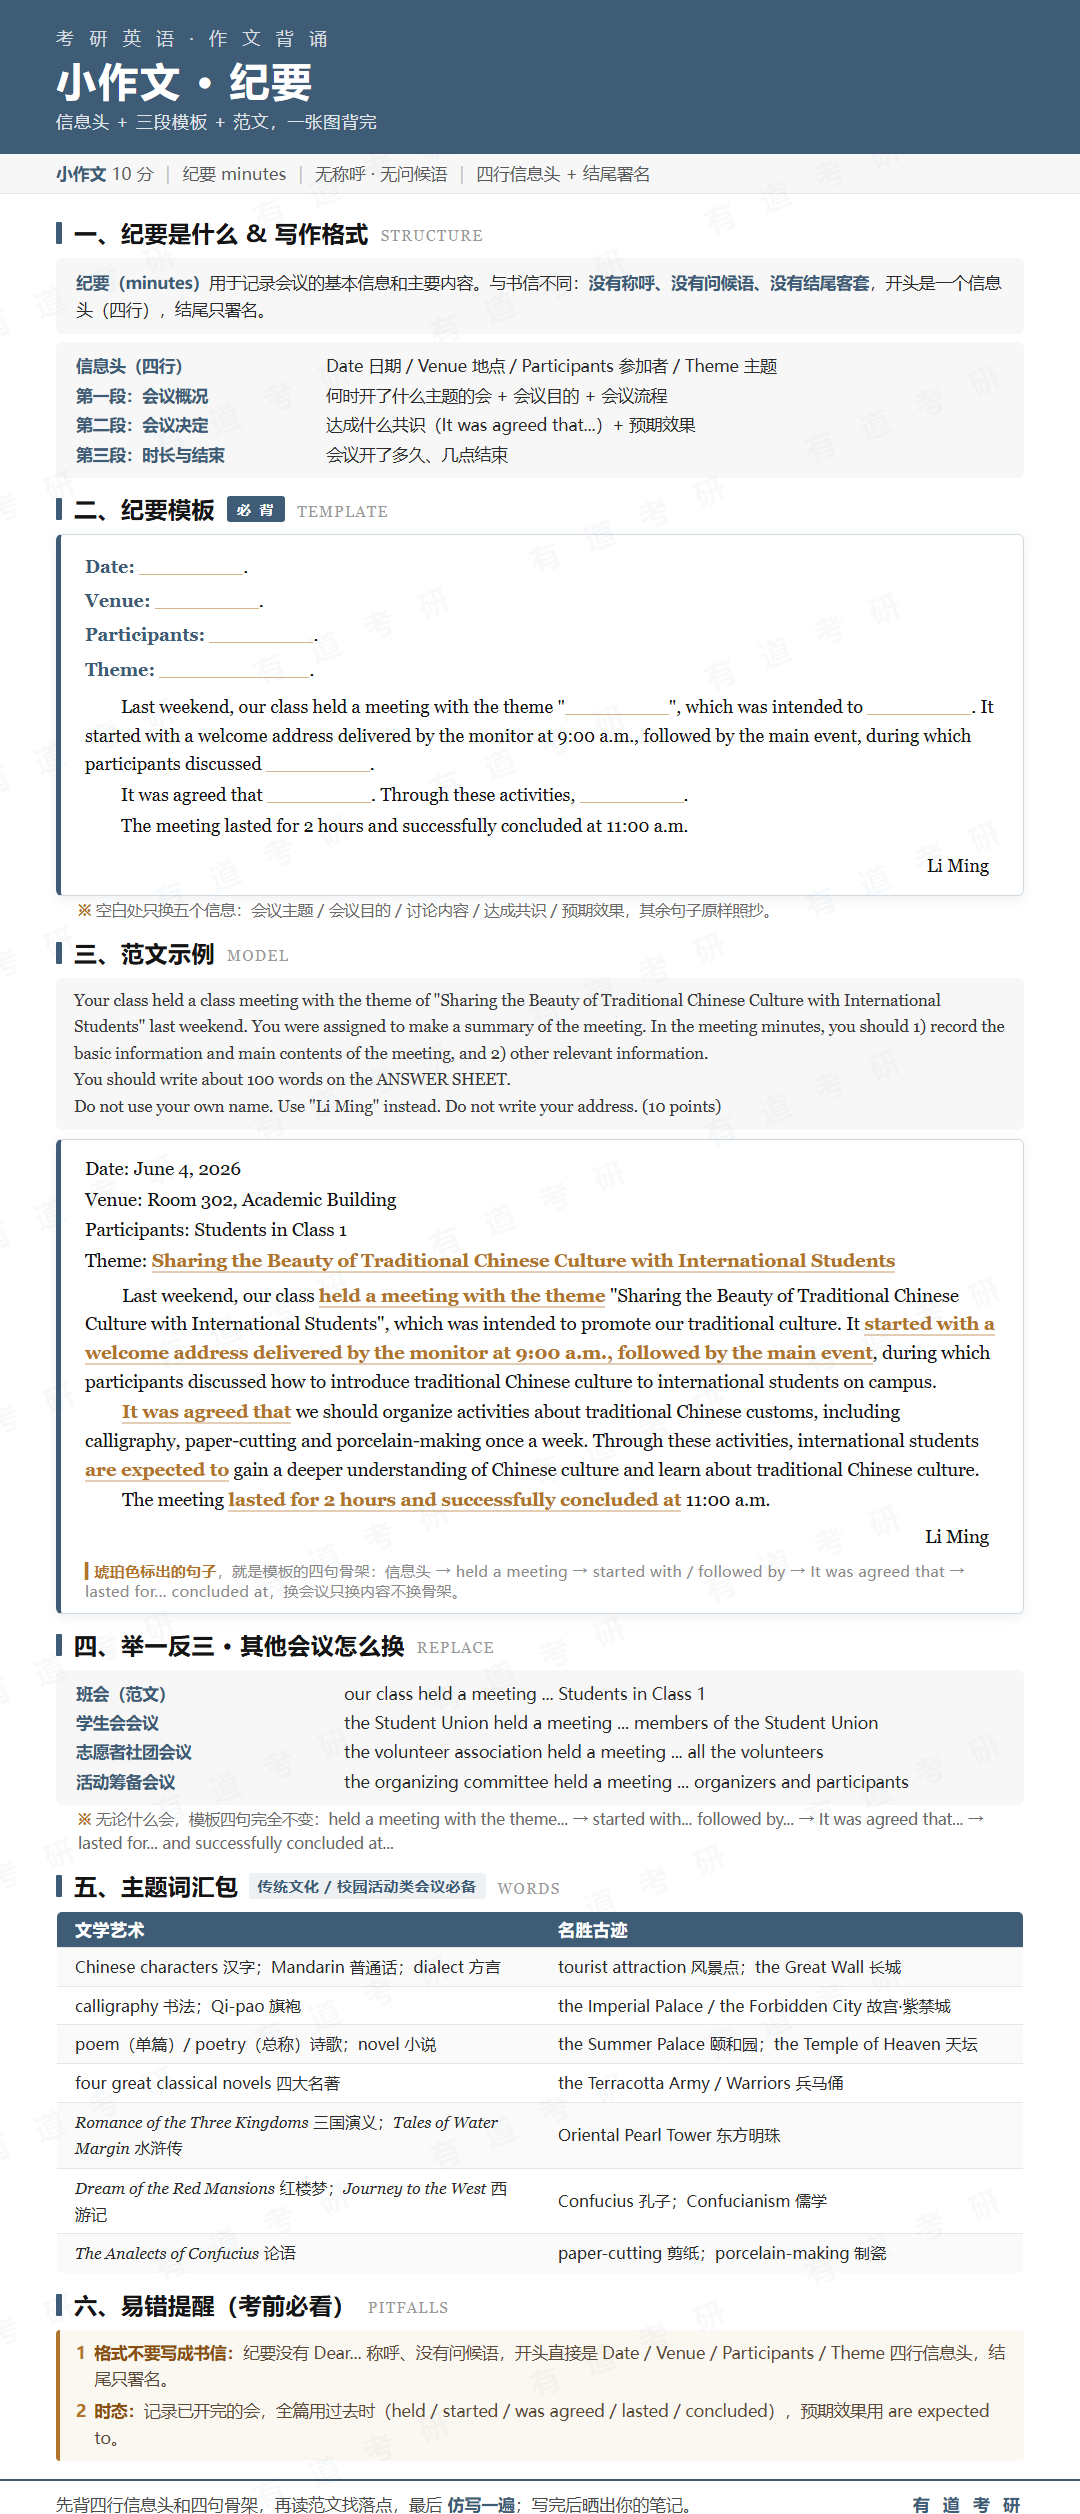 考研英语·作文背诵
小作文·纪要
信息头 + 三段模板 + 范文，一张图背完
小作文 10 分 | 纪要 minutes | 无称呼·无问候语 | 四行信息头 + 结尾署名
一、纪要是什么 & 写作格式 STRUCTURE
纪要（minutes）用于记录会议的基本信息和主要内容。与书信不同：没有称呼、没有问候语、没有结尾客套，开头是一个信息
头（四行），结尾只署名。
信息头（四行） Date 日期 / Venue 地点 / Participants 参加者 / Theme 主题
第一段：会议概况 何时开了什么主题的会 + 会议目的 + 会议流程
第二段：会议决定 达成什么共识（It was agreed that...）+ 预期效果
第三段：时长与结束 会议开了多久、几点结束
二、纪要模板 必背 TEMPLATE
Date: ___________.
Venue: ___________.
Participants: ___________.
Theme: ________________.
Last weekend, our class held a meeting with the theme "___________", which was intended to ___________. It
started with a welcome address delivered by the monitor at 9:00 a.m., followed by the main event, during which
participants discussed ___________.
It was agreed that ___________. Through these activities, ___________.
The meeting lasted for 2 hours and successfully concluded at 11:00 a.m.
Li Ming
※ 空白处只换五个信息：会议主题 / 会议目的 / 讨论内容 / 达成共识 / 预期效果，其余句子原样照抄。
三、范文示例 MODEL
Your class held a class meeting with the theme of "Sharing the Beauty of Traditional Chinese Culture with International
Students" last weekend. You were assigned to make a summary of the meeting. In the meeting minutes, you should 1) record the
basic information and main contents of the meeting, and 2) other relevant information.
You should write about 100 words on the ANSWER SHEET.
Do not use your own name. Use "Li Ming" instead. Do not write your address. (10 points)
Date: June 4, 2026
Venue: Room 302, Academic Building
Participants: Students in Class 1
Theme: Sharing the Beauty of Traditional Chinese Culture with International Students
Last weekend, our class held a meeting with the theme "Sharing the Beauty of Traditional Chinese
Culture with International Students", which was intended to promote our traditional culture. It started with a
welcome address delivered by the monitor at 9:00 a.m., followed by the main event, during which
participants discussed how to introduce traditional Chinese culture to international students on campus.
It was agreed that we should organize activities about traditional Chinese customs, including
calligraphy, paper-cutting and porcelain-making once a week. Through these activities, international students
are expected to gain a deeper understanding of Chinese culture and learn about traditional Chinese culture.
The meeting lasted for 2 hours and successfully concluded at 11:00 a.m.
Li Ming
琥珀色标出的句子，就是模板的四句骨架：信息头 → held a meeting → started with / followed by → It was agreed that →
lasted for... concluded at，换会议只换内容不换骨架。
四、举一反三·其他会议怎么换 REPLACE
班会（范文） our class held a meeting ... Students in Class 1
学生会会议 the Student Union held a meeting ... members of the Student Union
志愿者社团会议 the volunteer association held a meeting ... all the volunteers
活动筹备会议 the organizing committee held a meeting ... organizers and participants
※ 无论什么会，模板四句完全不变：held a meeting with the theme... → started with... followed by... → It was agreed that... →
lasted for... and successfully concluded at...
五、主题词汇包 传统文化 / 校园活动类会议必备 WORDS
文学艺术 名胜古迹
Chinese characters 汉字；Mandarin 普通话；dialect 方言 tourist attraction 风景点；the Great Wall 长城
calligraphy 书法；Qi-pao 旗袍 the Imperial Palace / the Forbidden City 故宫·紫禁城
poem（单篇）/ poetry（总称）诗歌；novel 小说 the Summer Palace 颐和园；the Temple of Heaven 天坛
four great classical novels 四大名著 the Terracotta Army / Warriors 兵马俑
Romance of the Three Kingdoms 三国演义；Tales of Water
Margin 水浒传 Oriental Pearl Tower 东方明珠
Dream of the Red Mansions 红楼梦；Journey to the West 西
游记 Confucius 孔子；Confucianism 儒学
The Analects of Confucius 论语 paper-cutting 剪纸；porcelain-making 制瓷
六、易错提醒（考前必看） PITFALLS
1 格式不要写成书信：纪要没有 Dear... 称呼、没有问候语，开头直接是 Date / Venue / Participants / Theme 四行信息头，结
尾只署名。
2 时态：记录已开完的会，全篇用过去时（held / started / was agreed / lasted / concluded），预期效果用 are expected
to。
先背四行信息头和四句骨架，再读范文找落点，最后 仿写一遍；写完后晒出你的笔记。 有道考研